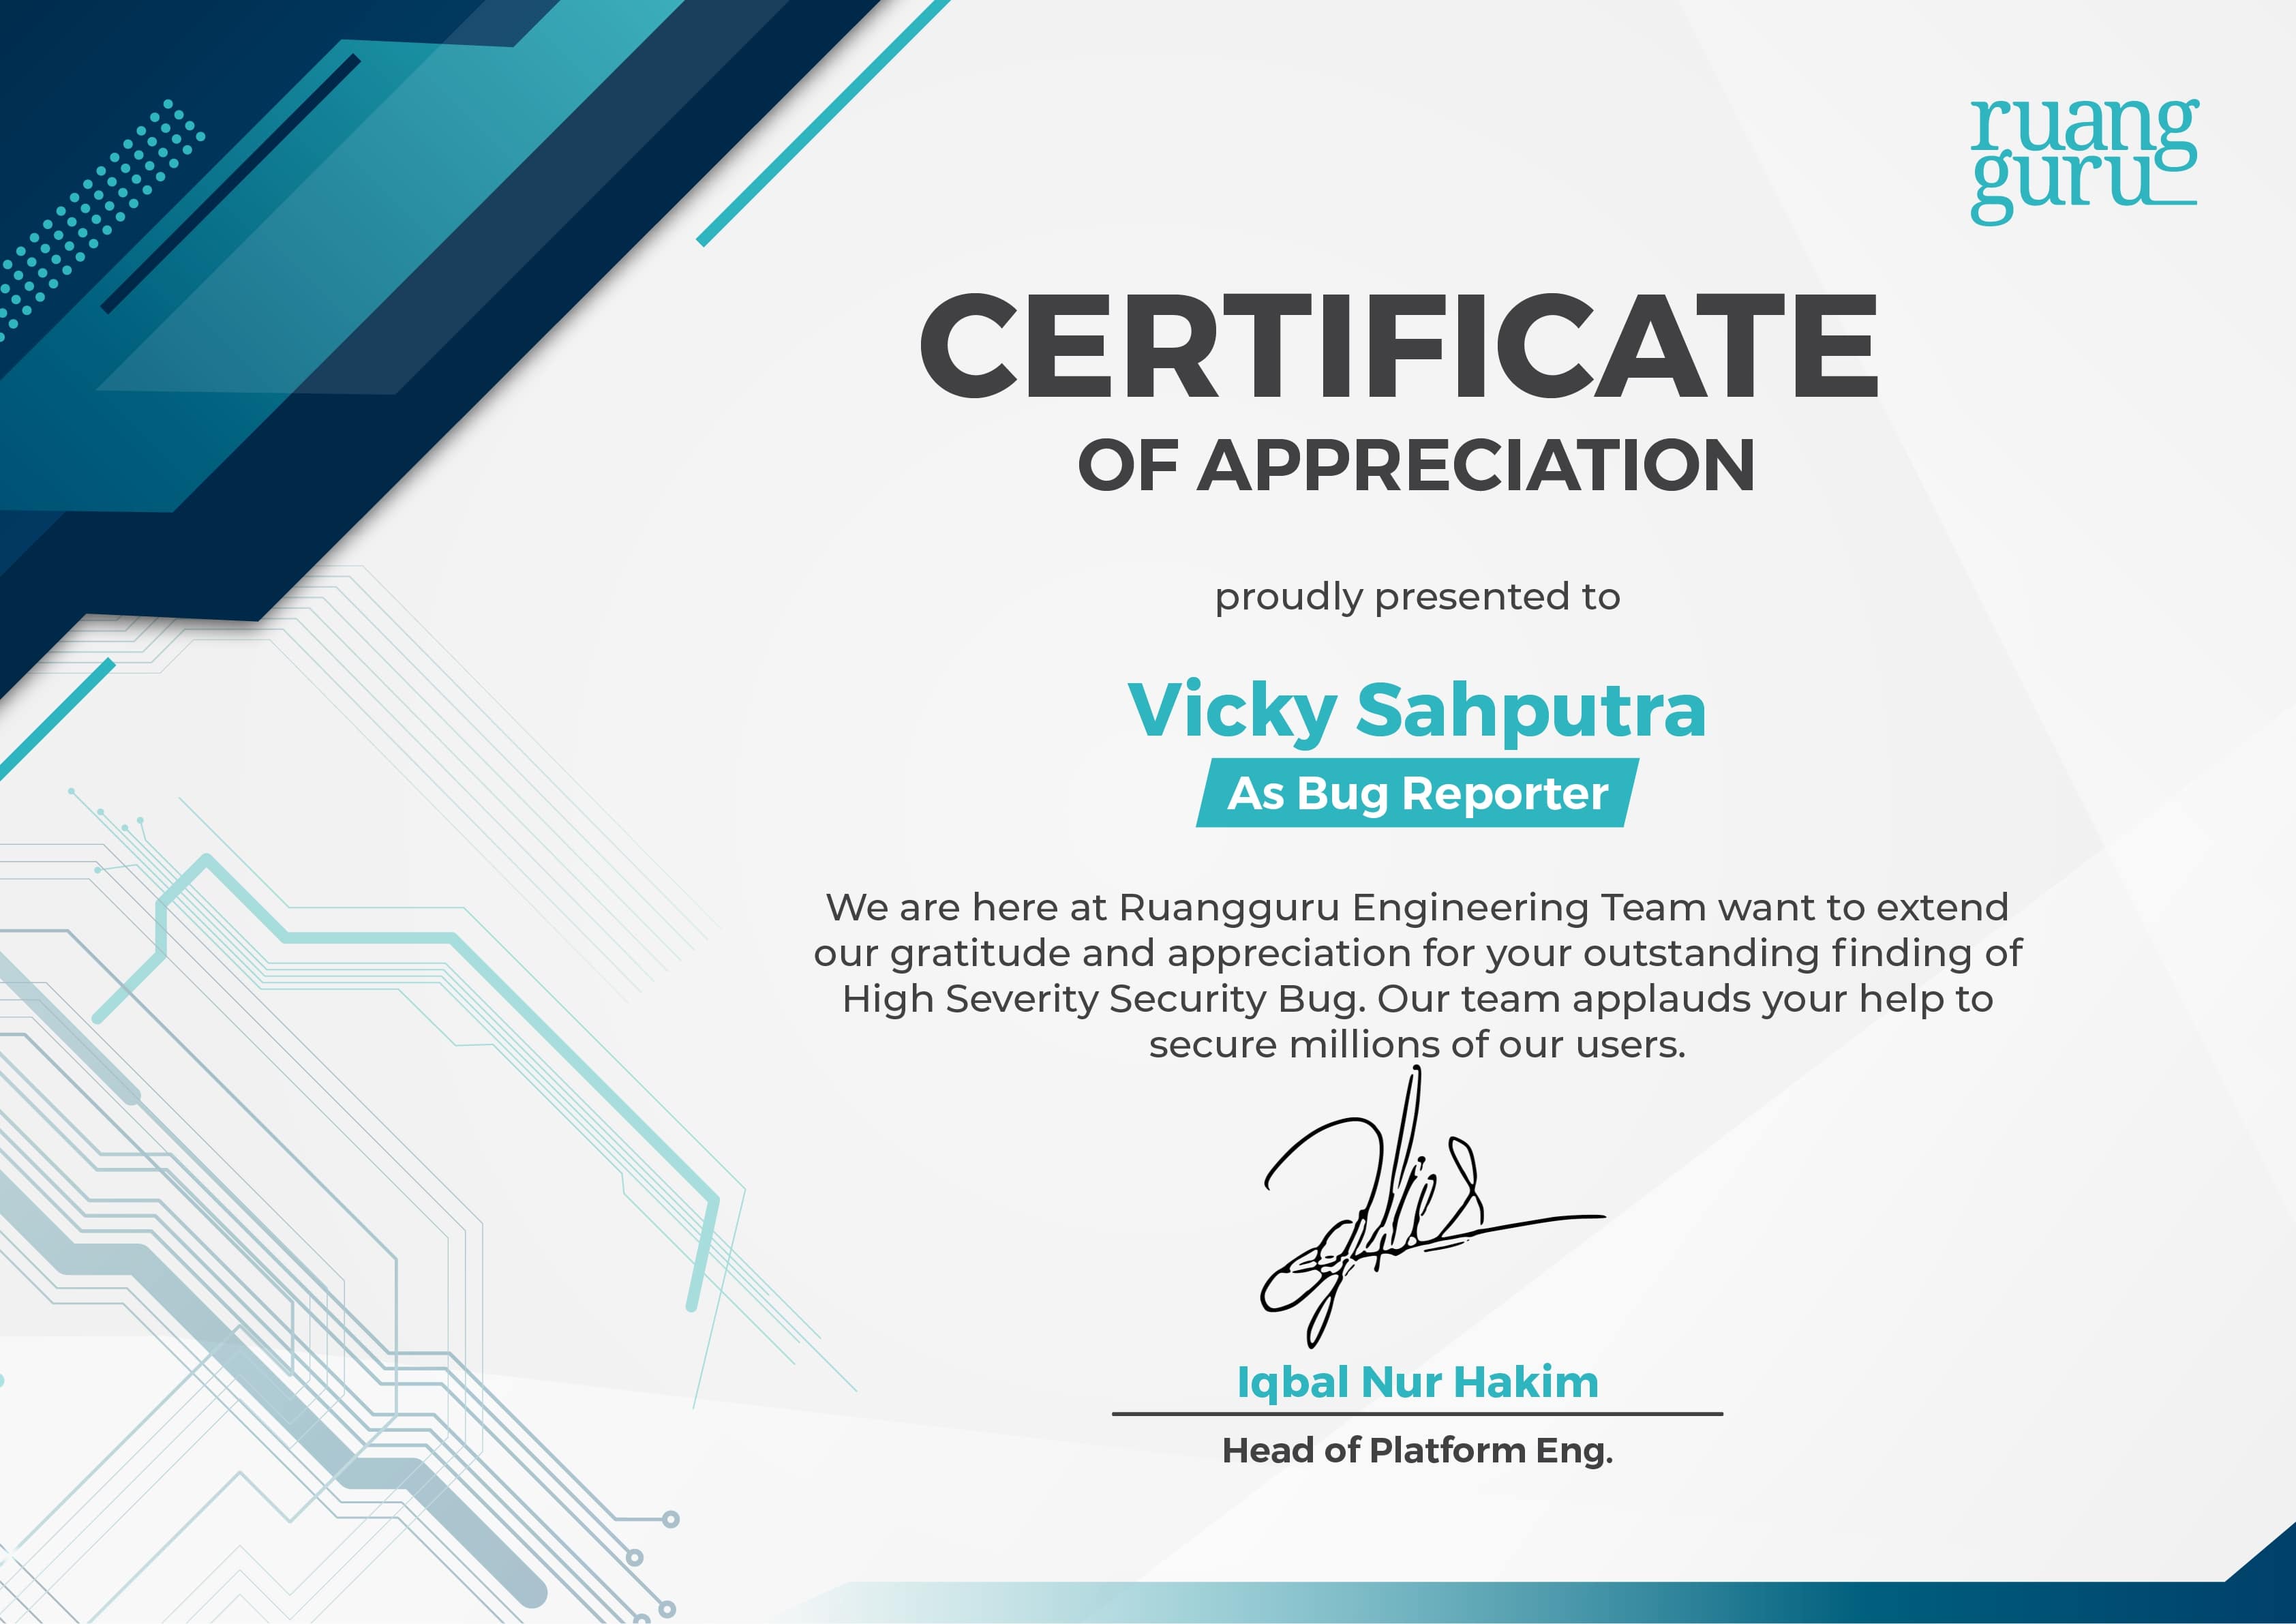 ruang
guru
CERTIFICATE
OF APPRECIATION
proudly presented to
Vicky Sahputra
As Bug Reporter
We are here at Ruangguru Engineering Team want to extend
our gratitude and appreciation for your outstanding finding of
High Severity Security Bug. Our team applauds your help to
secure millions of our users.
Iqbal Nur Hakim
Head of Platform Eng.